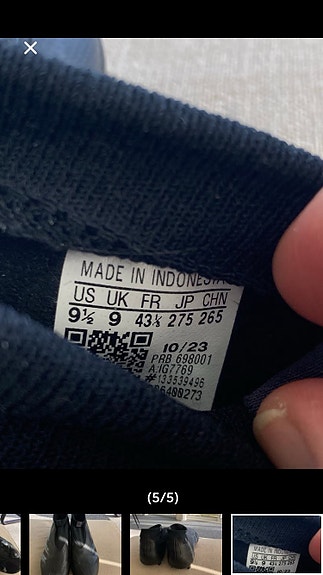 MADE IN INDONESIA
US UK FR JP CHN
9½ 9 43⅓ 275 265
10/23
PRB 698001
A.IG7769
#133539496
(5/5)